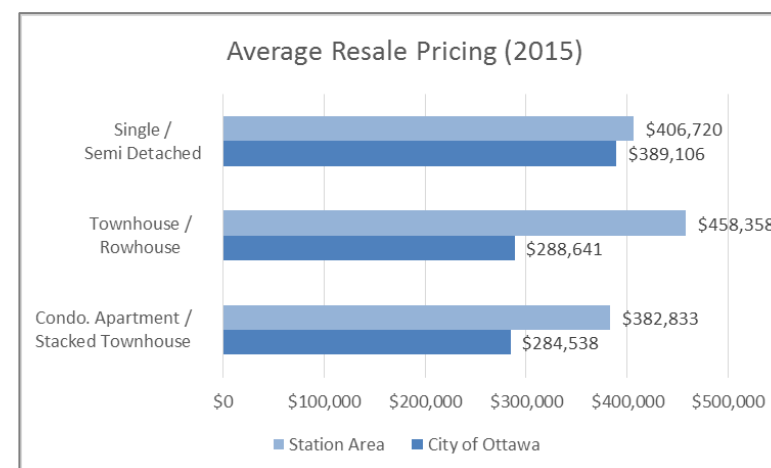 Average Resale Pricing (2015)
Single /
Semi Detached
$406,720
$389,106
Townhouse /
Rowhouse
$458,358
$288,641
Condo. Apartment /
Stacked Townhouse
$382,833
$284,538
$0 $100,000 $200,000 $300,000 $400,000 $500,000
Station Area City of Ottawa